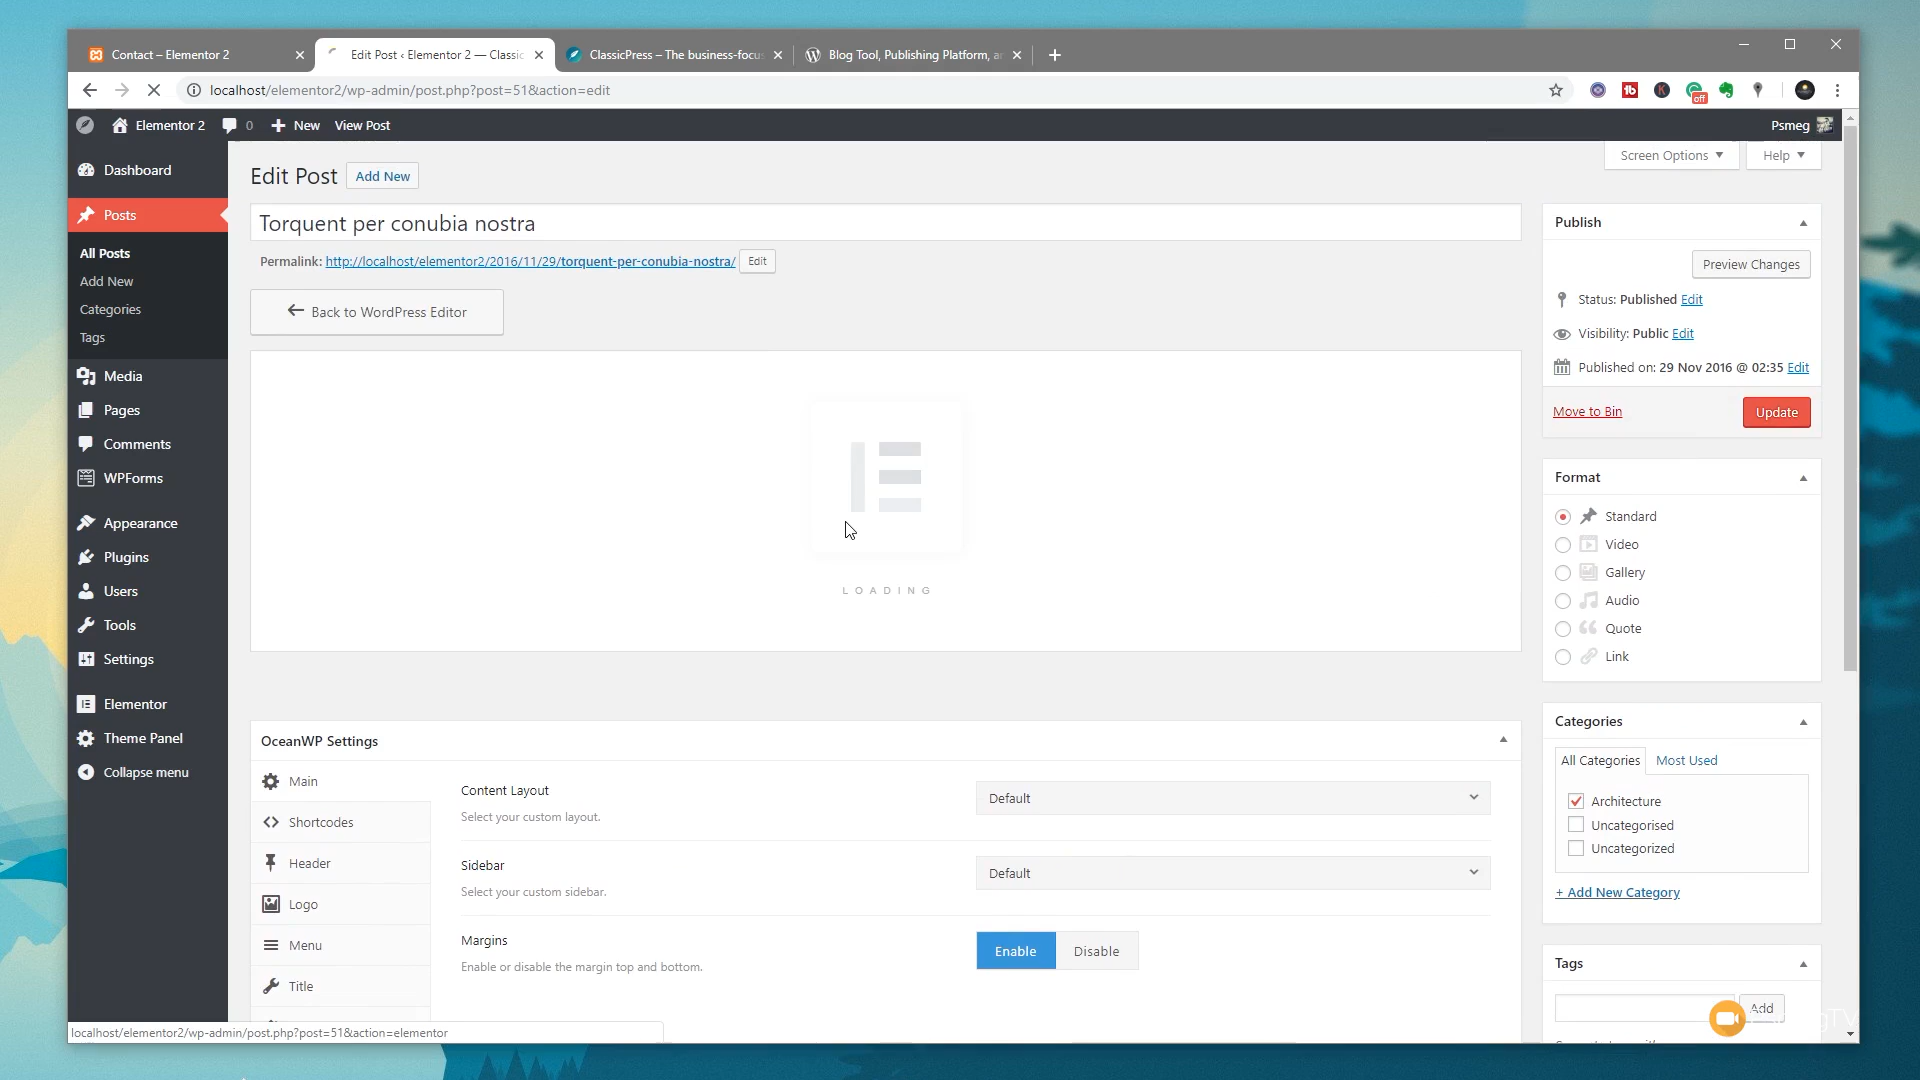 Contact – Elementor 2
Edit Post ‹ Elementor 2 — Classic
ClassicPress – The business-focus
Blog Tool, Publishing Platform, a
localhost/elementor2/wp-admin/post.php?post=51&action=edit
off
Elementor 2
0
New
View Post
Psmeg
Screen Options
Help
Dashboard
Posts
All Posts
Add New
Categories
Tags
Media
Pages
Comments
WPForms
Appearance
Plugins
Users
Tools
Settings
Elementor
Theme Panel
Collapse menu
Edit Post
Add New
Torquent per conubia nostra
Permalink: http://localhost/elementor2/2016/11/29/torquent-per-conubia-nostra/
Edit
Back to WordPress Editor
LOADING
OceanWP Settings
Main
Shortcodes
Header
Logo
Menu
Title
Content Layout
Select your custom layout.
Default
Sidebar
Select your custom sidebar.
Default
Margins
Enable or disable the margin top and bottom.
Enable
Disable
Publish
Preview Changes
Status: Published Edit
Visibility: Public Edit
Published on: 29 Nov 2016 @ 02:35 Edit
Move to Bin
Update
Format
Standard
Video
Gallery
Audio
Quote
Link
Categories
All Categories
Most Used
Architecture
Uncategorised
Uncategorized
+ Add New Category
Tags
Add
localhost/elementor2/wp-admin/post.php?post=51&action=elementor